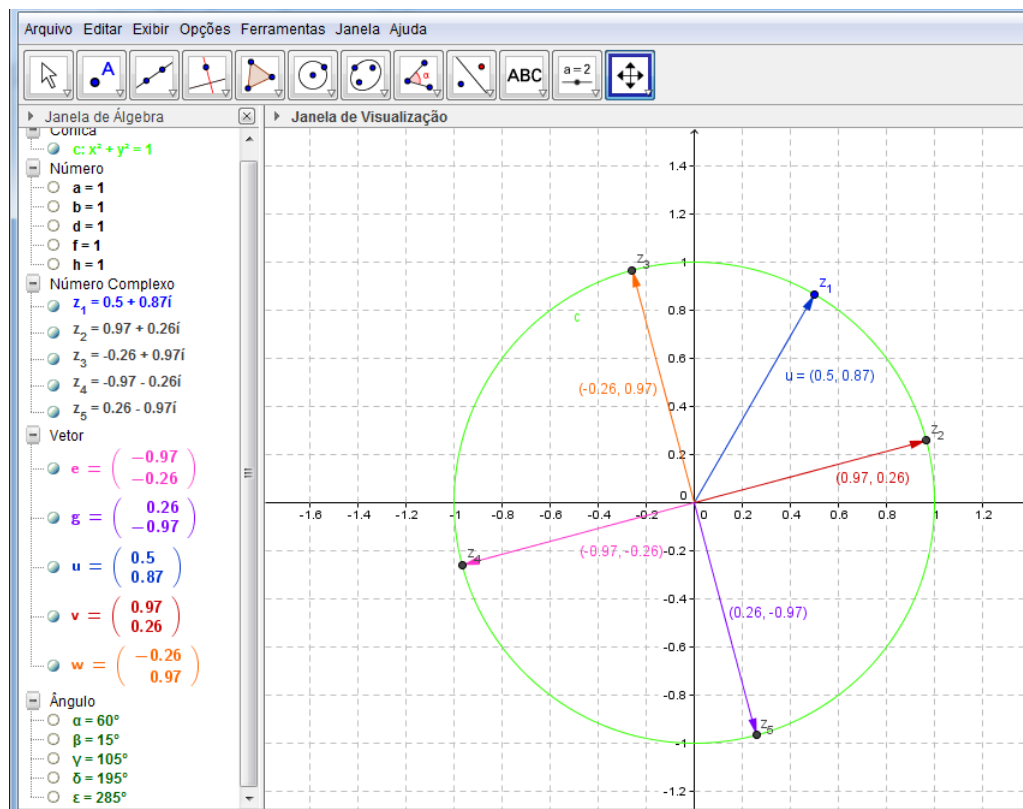 Arquivo Editar Exibir Opções Ferramentas Janela Ajuda
A
α
ABC
a = 2
Janela de Álgebra
Janela de Visualização
Cônica
c: x² + y² = 1
Número
a = 1
b = 1
d = 1
f = 1
h = 1
Número Complexo
z₁ = 0.5 + 0.87í
z₂ = 0.97 + 0.26í
z₃ = -0.26 + 0.97í
z₄ = -0.97 - 0.26í
z₅ = 0.26 - 0.97í
Vetor
e = ( −0.97
−0.26 )
g = ( 0.26
−0.97 )
u = ( 0.5
0.87 )
v = ( 0.97
0.26 )
w = ( −0.26
0.97 )
Ângulo
α = 60°
β = 15°
γ = 105°
δ = 195°
ε = 285°
1.4
1.2
1
0.8
0.6
0.4
0.2
0
-0.2
-0.4
-0.6
-0.8
-1
-1.2
-1.6 -1.4 -1.2 -1 -0.8 -0.6 -0.4 -0.2 0 0.2 0.4 0.6 0.8 1 1.2
z₃
z₁
c
u = (0.5, 0.87)
(-0.26, 0.97)
z₂
(0.97, 0.26)
z₄
(-0.97, -0.26)
(0.26, -0.97)
z₅